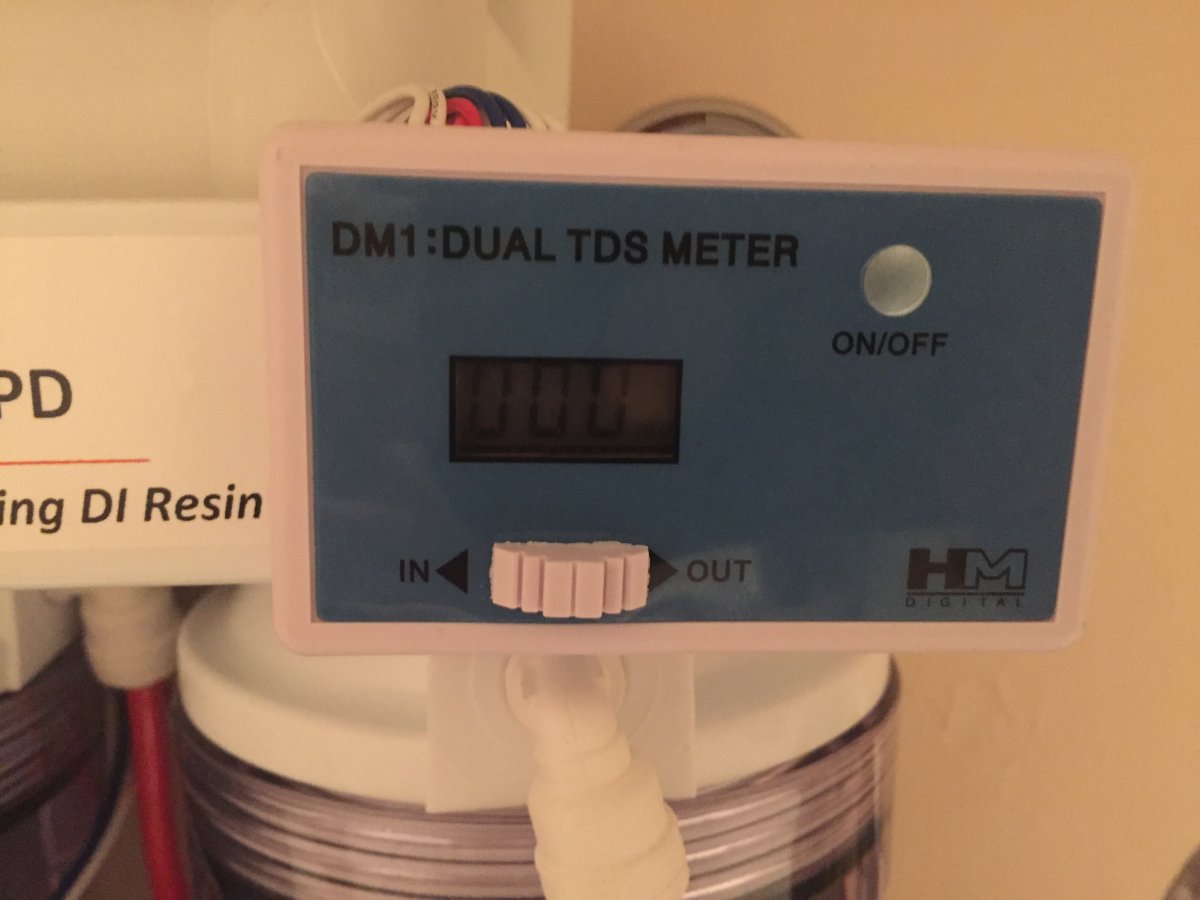 DM1:DUAL TDS METER
ON/OFF
000
IN
OUT
HM
DIGITAL
PD
ing DI Resin